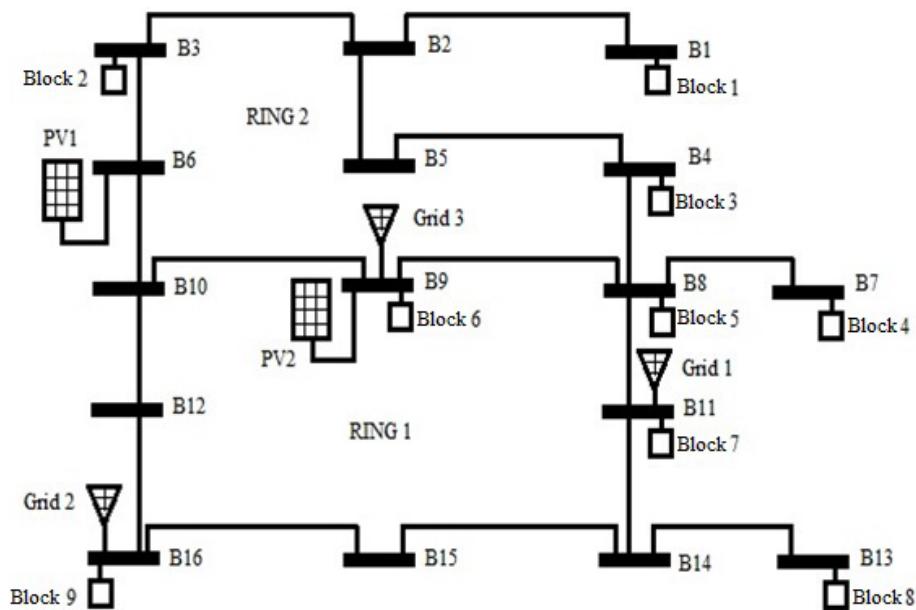 B3
B2
B1
Block 2
Block 1
RING 2
PV1
B6
B5
B4
Block 3
Grid 3
B10
B9
B8
B7
PV2
Block 6
Block 5
Block 4
Grid 1
B12
B11
RING 1
Block 7
Grid 2
B16
B15
B14
B13
Block 9
Block 8